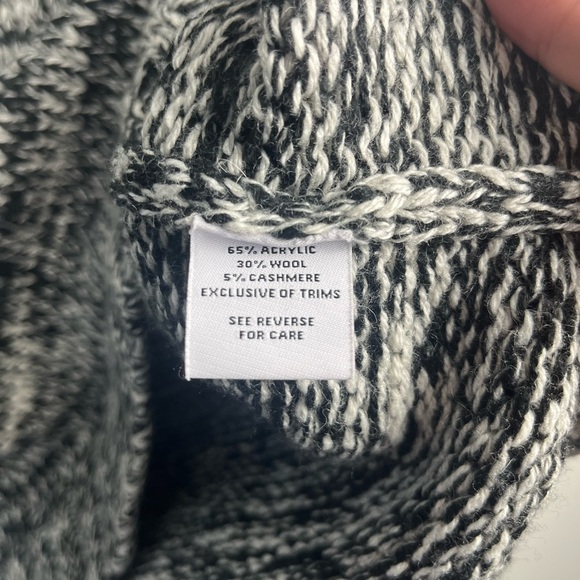 65% ACRYLIC
30% WOOL
5% CASHMERE
EXCLUSIVE OF TRIMS
SEE REVERSE
FOR CARE